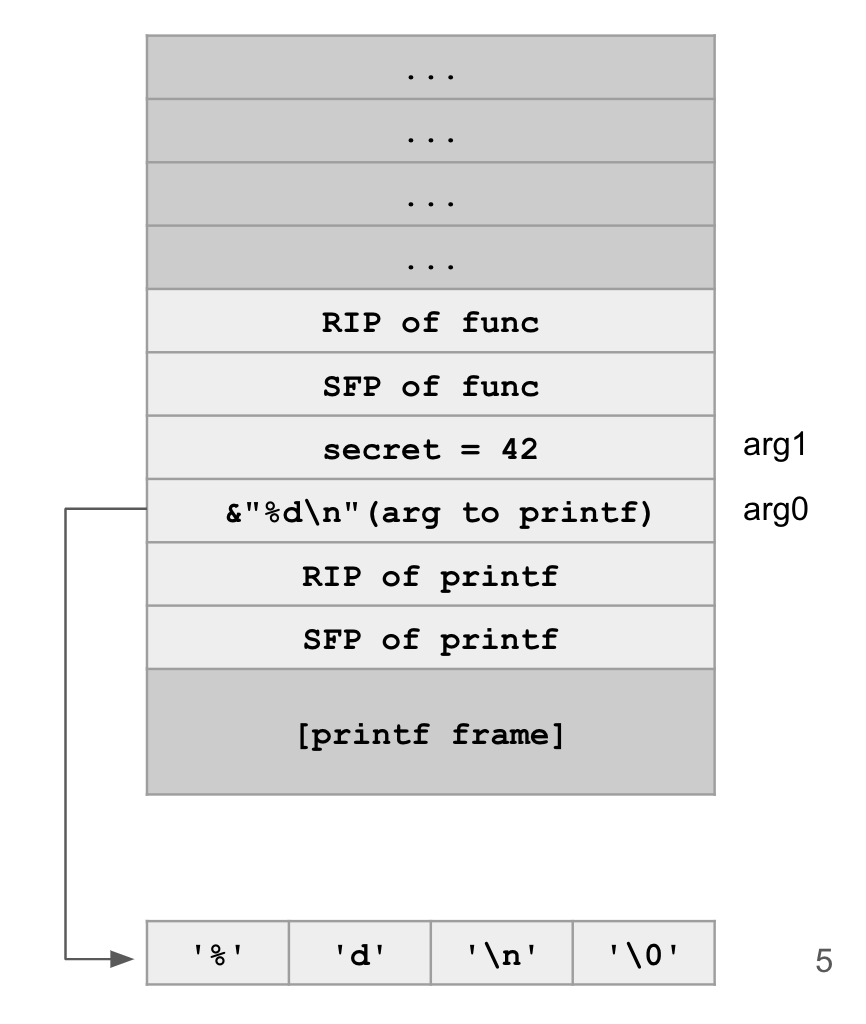 ...
...
...
...
RIP of func
SFP of func
secret = 42 arg1
&"%d\n"(arg to printf) arg0
RIP of printf
SFP of printf
[printf frame]
'%' 'd' '\n' '\0'
5